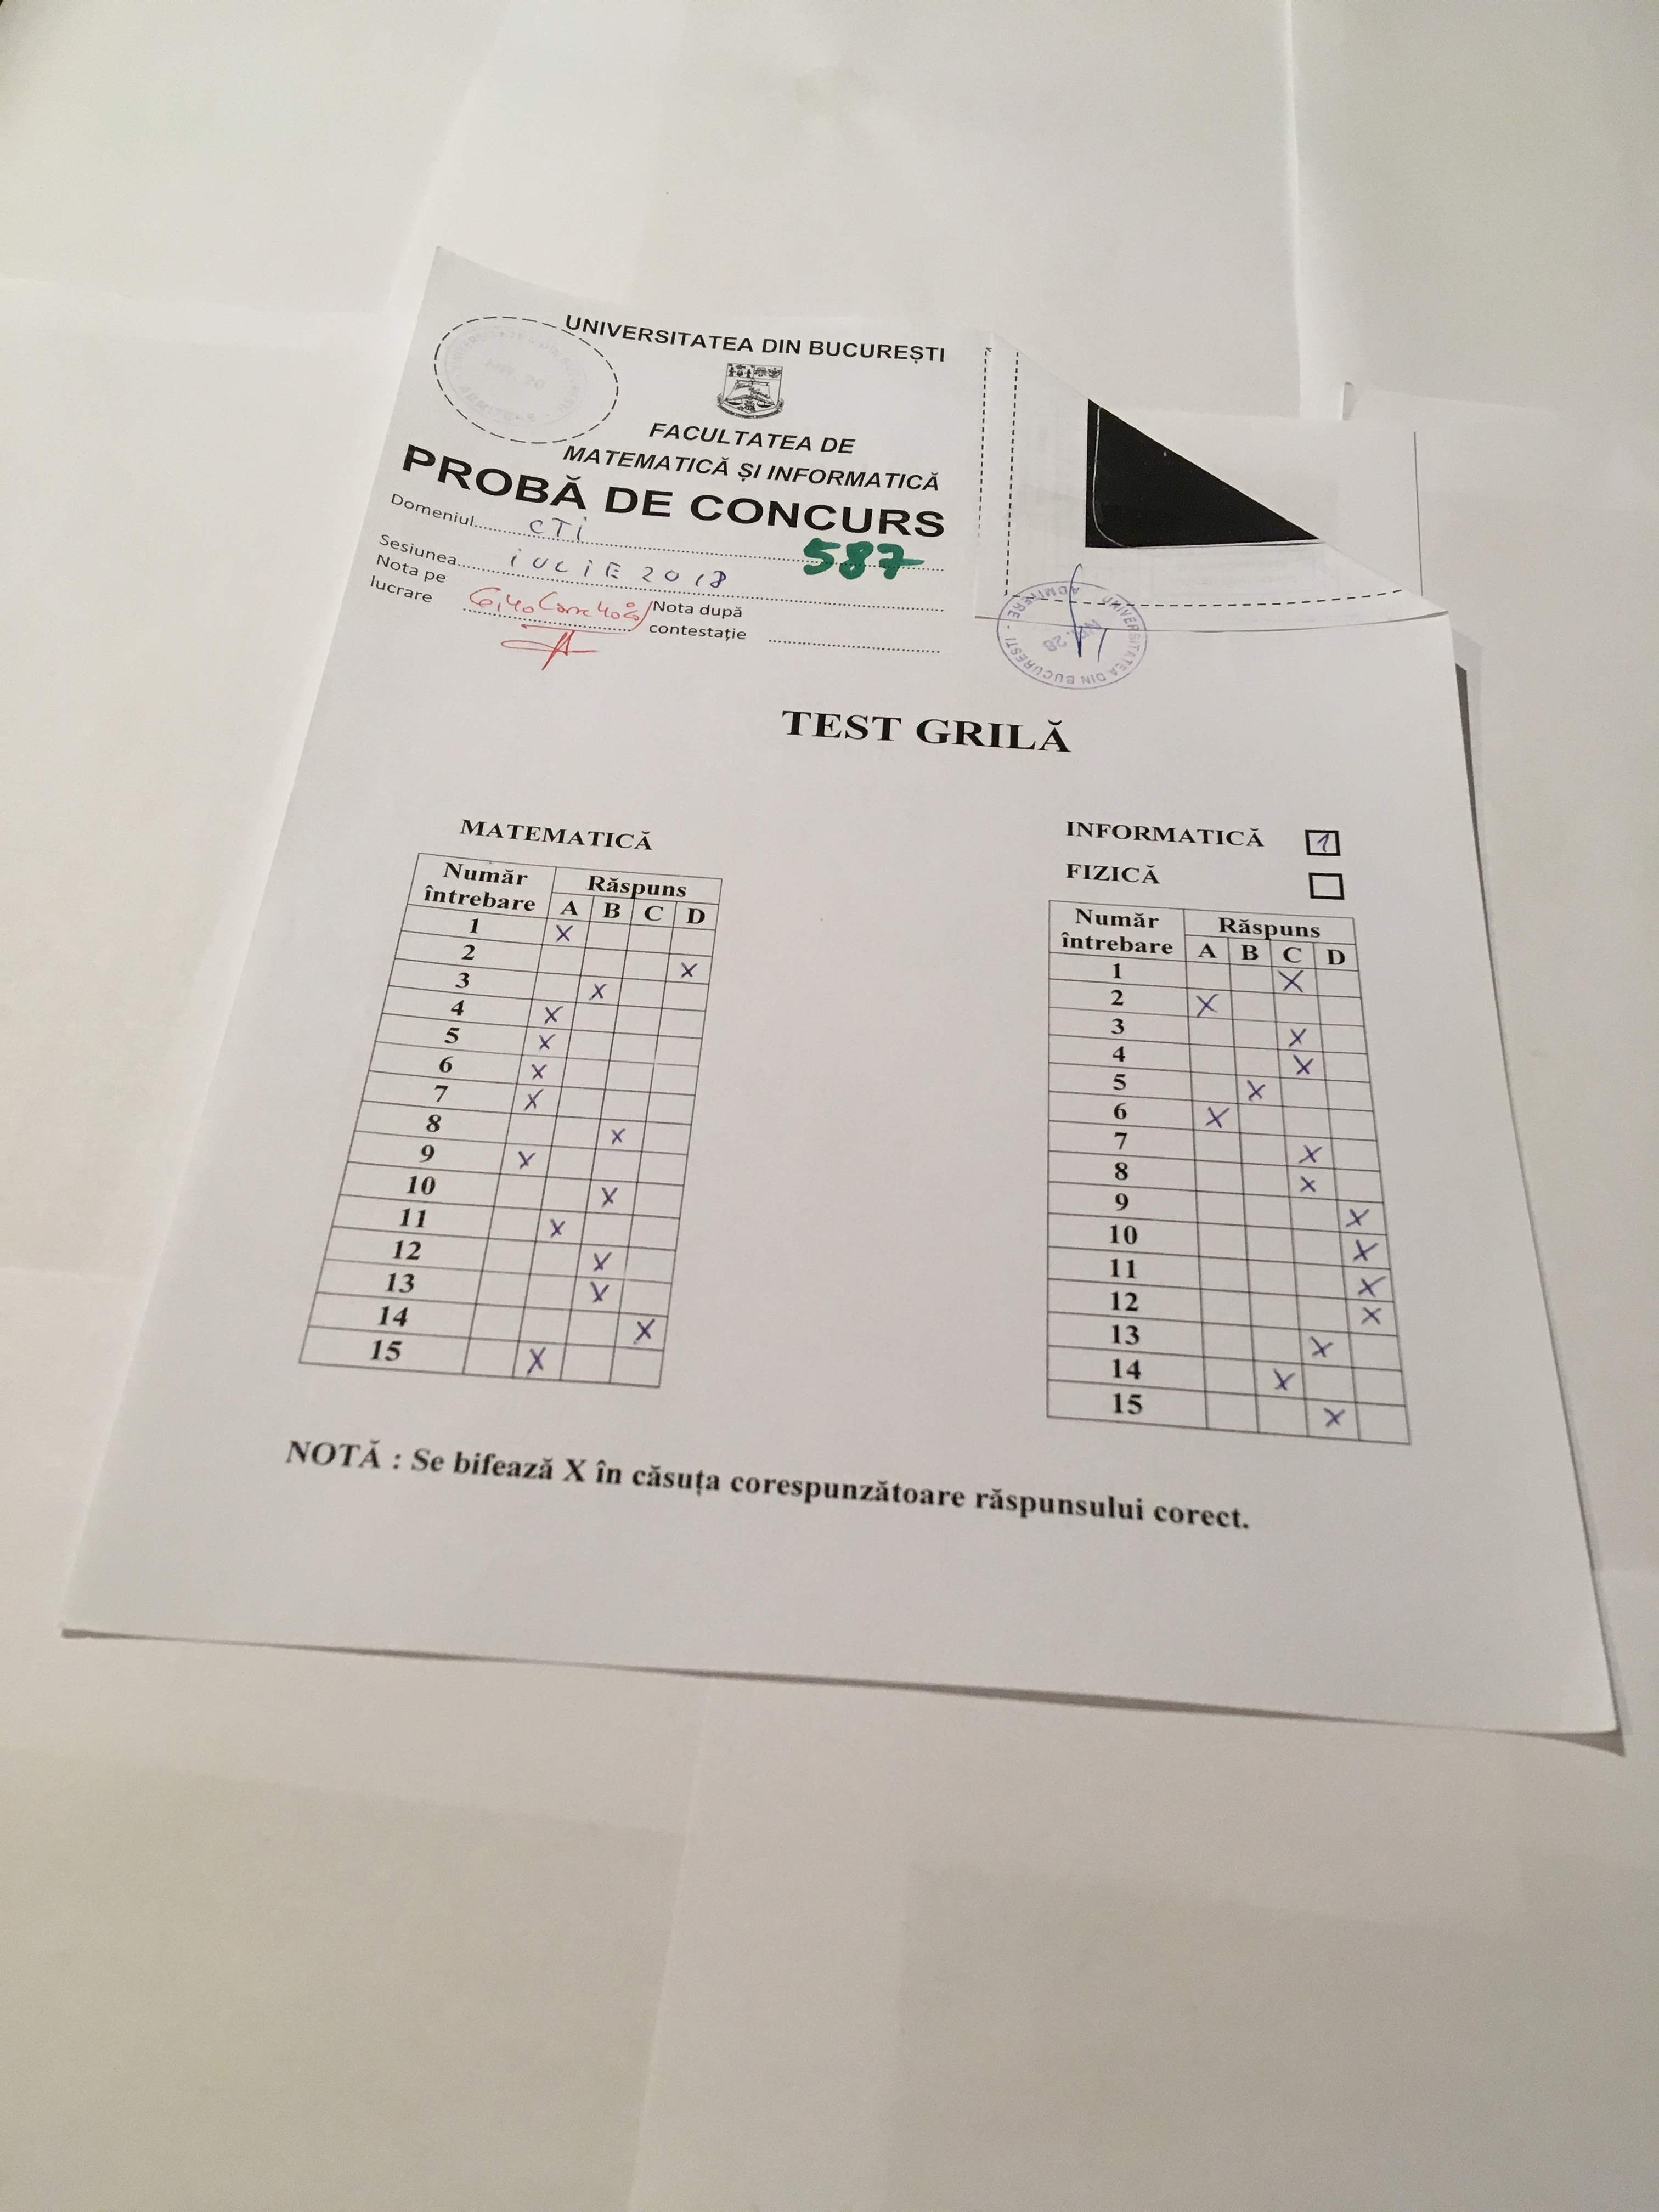 UNIVERSITATEA DIN BUCUREȘTI
FACULTATEA DE
MATEMATICĂ ȘI INFORMATICĂ
PROBĂ DE CONCURS
Domeniul CTi
587
Sesiunea iULiE 2018
Nota pe lucrare 6,40
Nota după contestație
UNIVERSITATEA DIN BUCUREȘTI - ADMITERE -
TEST GRILĂ
MATEMATICĂ
Număr întrebare Răspuns
A B C D
1 X
2 X
3 X
4 X
5 X
6 X
7 X
8 X
9 X
10 X
11 X
12 X
13 X
14 X
15 X
INFORMATICĂ 1
FIZICĂ
Număr întrebare Răspuns
A B C D
1 X
2 X
3 X
4 X
5 X
6 X
7 X
8 X
9 X
10 X
11 X
12 X
13 X
14 X
15 X
NOTĂ : Se bifează X în căsuța corespunzătoare răspunsului corect.